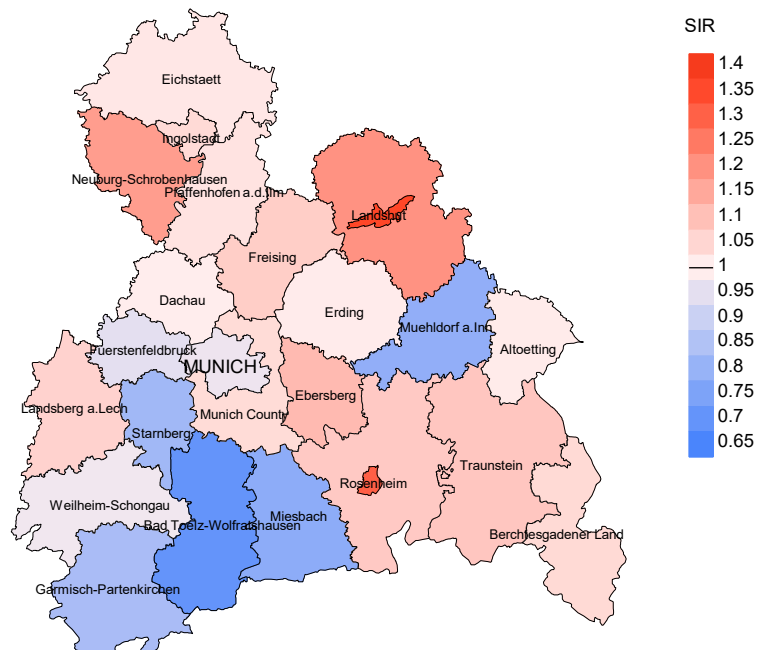 SIR
1.4
1.35
1.3
1.25
1.2
1.15
1.1
1.05
1
0.95
0.9
0.85
0.8
0.75
0.7
0.65
Eichstaett
Ingolstadt
Neuburg-Schrobenhausen
Pfaffenhofen a.d.Ilm
Landshut
Freising
Dachau
Erding
Muehldorf a.Inn
Fuerstenfeldbruck
Altoetting
MUNICH
Ebersberg
Landsberg a.Lech
Munich County
Starnberg
Traunstein
Rosenheim
Weilheim-Schongau
Miesbach
Bad Toelz-Wolfratshausen
Berchtesgadener Land
Garmisch-Partenkirchen